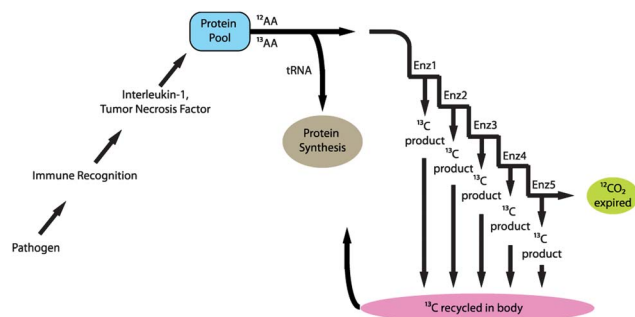 Protein
Pool
¹²AA
¹³AA
tRNA
Interleukin-1,
Tumor Necrosis Factor
Immune Recognition
Pathogen
Protein
Synthesis
Enz1
Enz2
Enz3
Enz4
Enz5
¹³C
product
¹³C
product
¹³C
product
¹³C
product
¹³C
product
¹²CO₂
expired
¹³C recycled in body